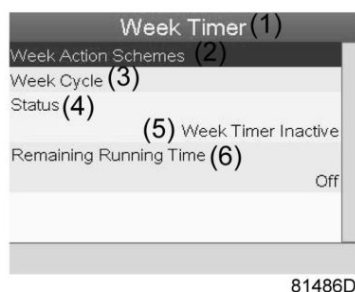 Week Timer (1)
Week Action Schemes (2)
Week Cycle (3)
Status (4)
(5) Week Timer Inactive
Remaining Running Time (6)
Off
81486D